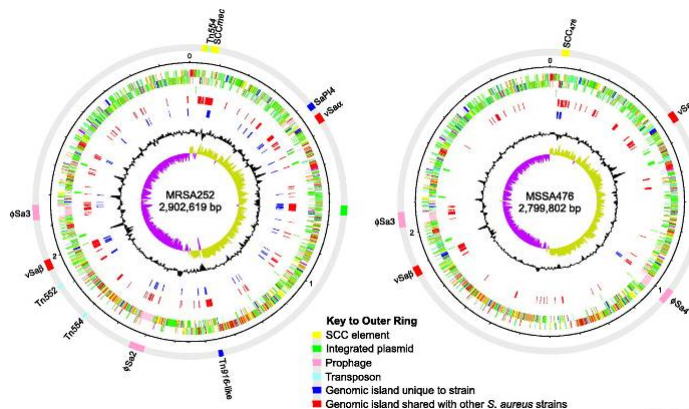 Tn554
SCCmec
0
SaPI4
νSaα
MRSA252
2,902,619 bp
1
Tn916-like
ϕSa2
Tn554
Tn552
νSaβ
2
ϕSa3
SCC476
0
νSaα
MSSA476
2,799,802 bp
ϕSa3
2
νSaβ
1
ϕSa4
Key to Outer Ring
SCC element
Integrated plasmid
Prophage
Transposon
Genomic island unique to strain
Genomic island shared with other S. aureus strains